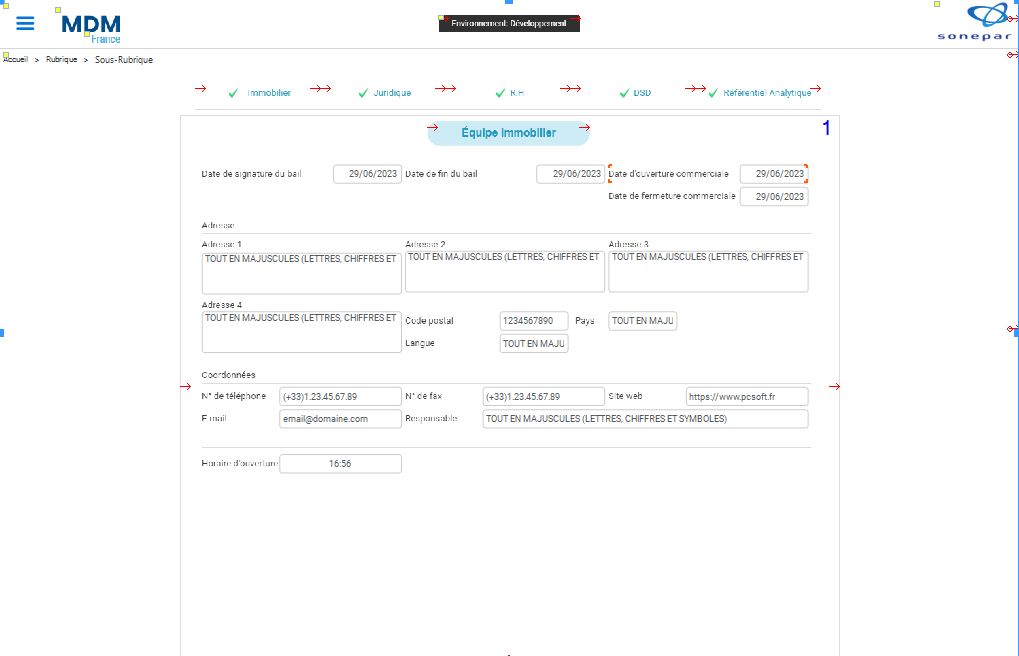 MDM
France
Environnement: Développement
sonepar
Accueil > Rubrique > Sous-Rubrique
Immobilier
Juridique
R.H
DSD
Référentiel Analytique
Équipe Immobilier
1
Date de signature du bail 29/06/2023 Date de fin du bail 29/06/2023 Date d'ouverture commerciale 29/06/2023
Date de fermeture commerciale 29/06/2023
Adresse
Adresse 1 Adresse 2 Adresse 3
TOUT EN MAJUSCULES (LETTRES, CHIFFRES ET TOUT EN MAJUSCULES (LETTRES, CHIFFRES ET TOUT EN MAJUSCULES (LETTRES, CHIFFRES ET
Adresse 4
TOUT EN MAJUSCULES (LETTRES, CHIFFRES ET Code postal 1234567890 Pays TOUT EN MAJU
Langue TOUT EN MAJU
Coordonnées
N° de téléphone (+33)1.23.45.67.89 N° de fax (+33)1.23.45.67.89 Site web https://www.pcsoft.fr
E-mail email@domaine.com Responsable TOUT EN MAJUSCULES (LETTRES, CHIFFRES ET SYMBOLES)
Horaire d'ouverture 16:56